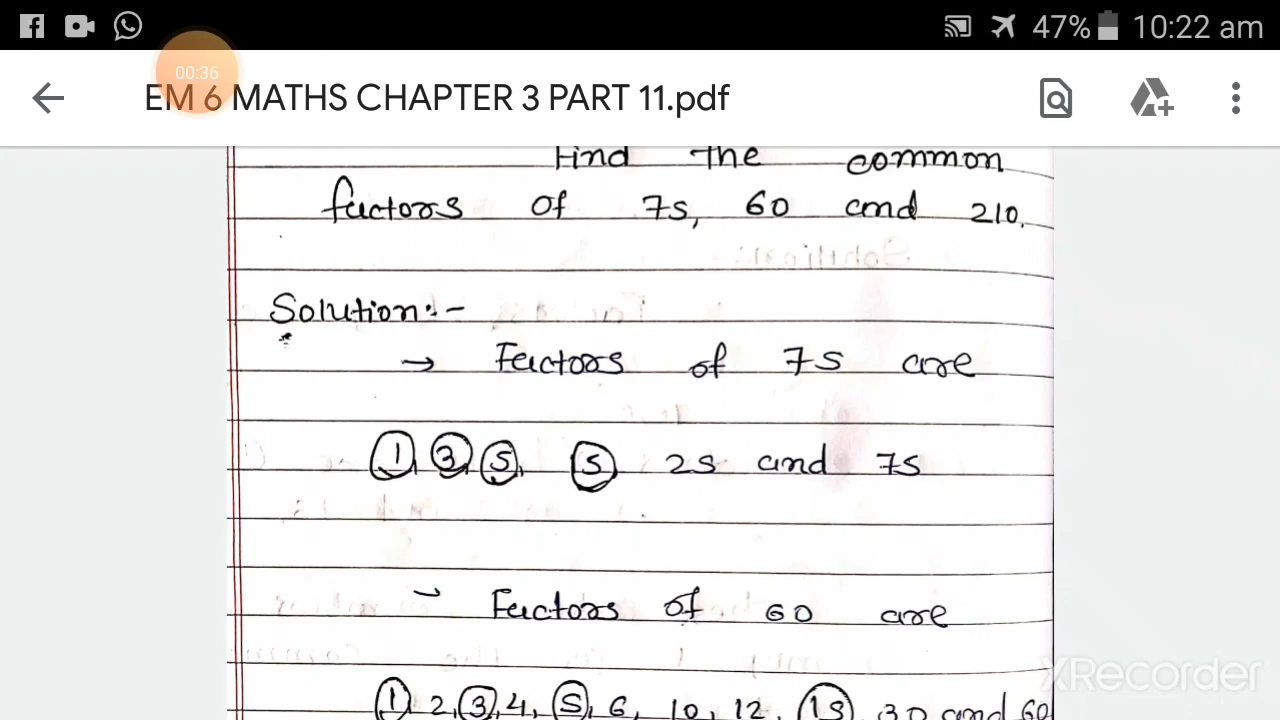 47% 10:22 am
00:36
EM 6 MATHS CHAPTER 3 PART 11.pdf
Find the common
factors of 75, 60 and 210.
Solution:-
→ Factors of 75 are
1, 3, 5, 5 25 and 75
Factors of 60 are
1, 2, 3, 4, 5, 6, 10, 12, 15, 30 and 60
XRecorder